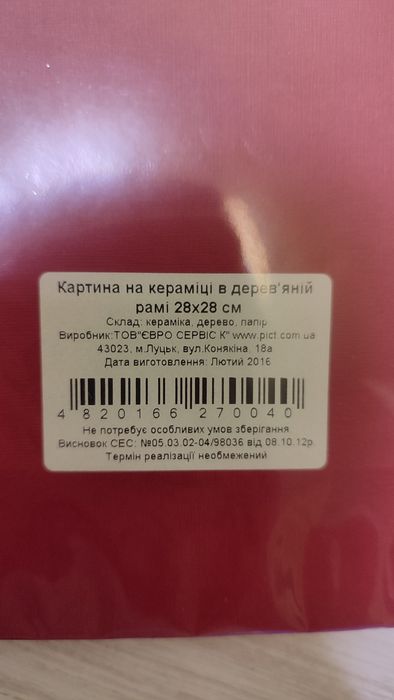 Картина на кераміці в дерев'яній
рамі 28х28 см
Склад: кераміка, дерево, папір
Виробник:ТОВ"ЄВРО СЕРВІС К" www.pict.com.ua
43023, м.Луцьк, вул.Конякіна, 18а
Дата виготовлення: Лютий 2016
4 820166 270040
Не потребує особливих умов зберігання
Висновок СЕС: №05.03.02-04/98036 від 08.10.12р.
Термін реалізації необмежений